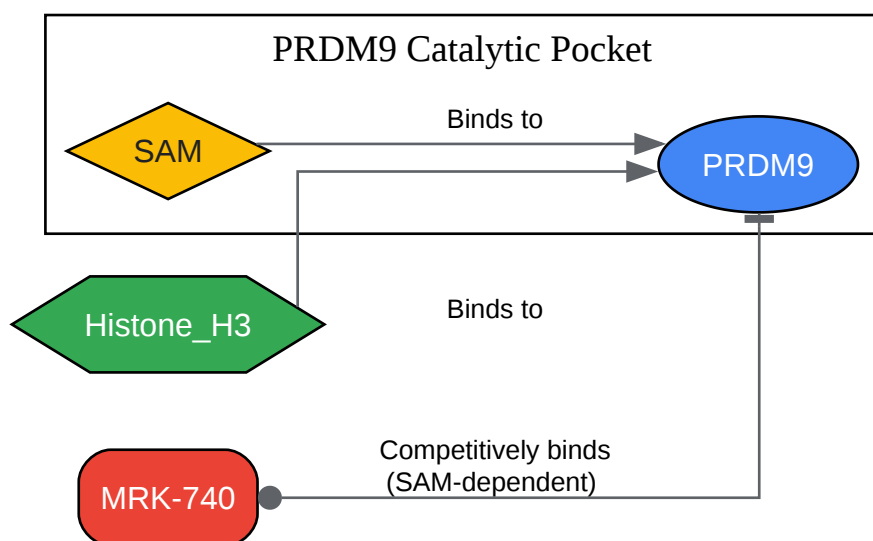 PRDM9 Catalytic Pocket
SAM
Binds to
PRDM9
Histone_H3
Binds to
Competitively binds
(SAM-dependent)
MRK-740